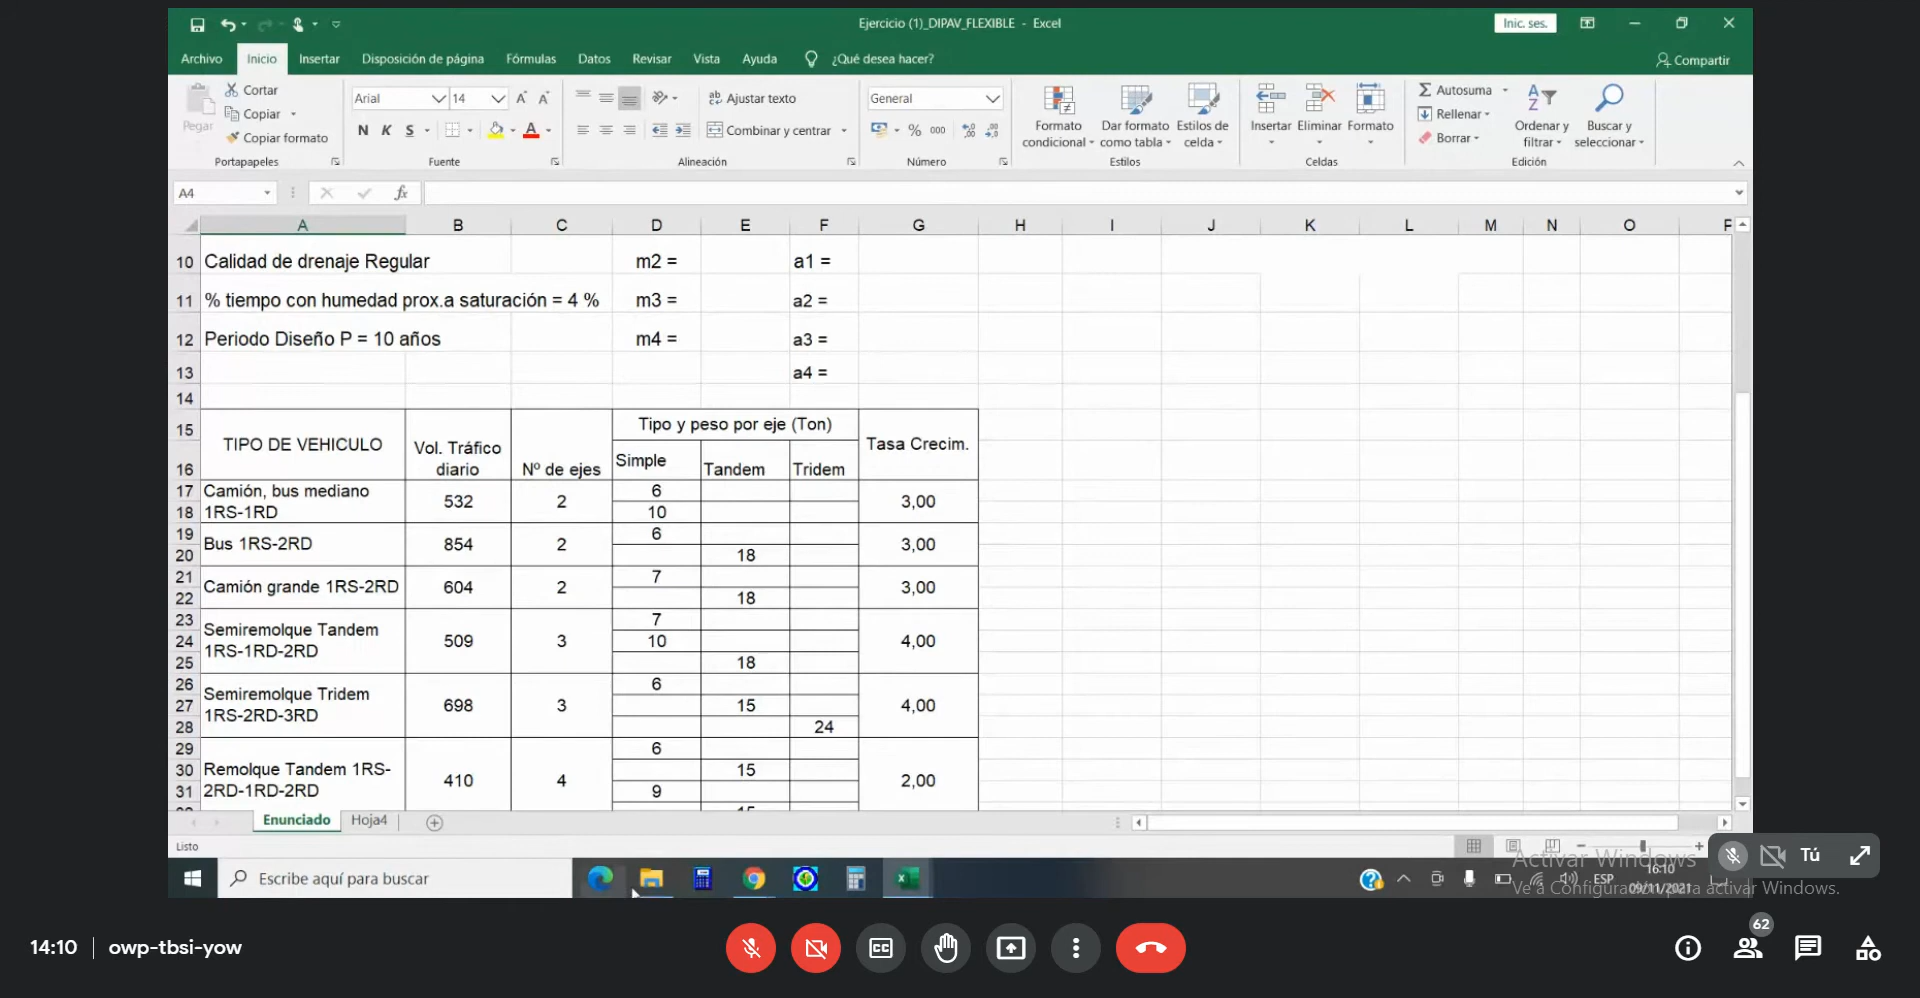 Ejercicio (1)_DIPAV_FLEXIBLE - Excel
Inic. ses.
Archivo Inicio Insertar Disposición de página Fórmulas Datos Revisar Vista Ayuda ¿Qué desea hacer? Compartir
Pegar
Cortar
Copiar
Copiar formato
Portapapeles
Arial 14
N K S
Fuente
Ajustar texto
Combinar y centrar
Alineación
General
% 000
Número
Formato condicional
Dar formato como tabla
Estilos de celda
Estilos
Insertar Eliminar Formato
Celdas
Autosuma
Rellenar
Borrar
Ordenar y filtrar
Buscar y seleccionar
Edición
A4 fx
A B C D E F G H I J K L M N O
10 Calidad de drenaje Regular m2 = a1 =
11 % tiempo con humedad prox.a saturación = 4 % m3 = a2 =
12 Periodo Diseño P = 10 años m4 = a3 =
13 a4 =
14
15 Tipo y peso por eje (Ton)
TIPO DE VEHICULO Vol. Tráfico diario Nº de ejes Tasa Crecim.
16 Simple Tandem Tridem
17 Camión, bus mediano 6
18 1RS-1RD 532 2 10 3,00
19 6
Bus 1RS-2RD 854 2 3,00
20 18
21 7
Camión grande 1RS-2RD 604 2 3,00
22 18
23 7
24 Semiremolque Tandem 1RS-1RD-2RD 509 3 10 4,00
25 18
26 6
27 Semiremolque Tridem 1RS-2RD-3RD 698 3 15 4,00
28 24
29 6
30 Remolque Tandem 1RS-2RD-1RD-2RD 410 4 15 2,00
31 9
15
Enunciado Hoja4
Listo
Escribe aquí para buscar
ESP
16:10
09/11/2021
Activar Windows
Ve a Configuración para activar Windows.
Tú
14:10 owp-tbsi-yow
CC
62